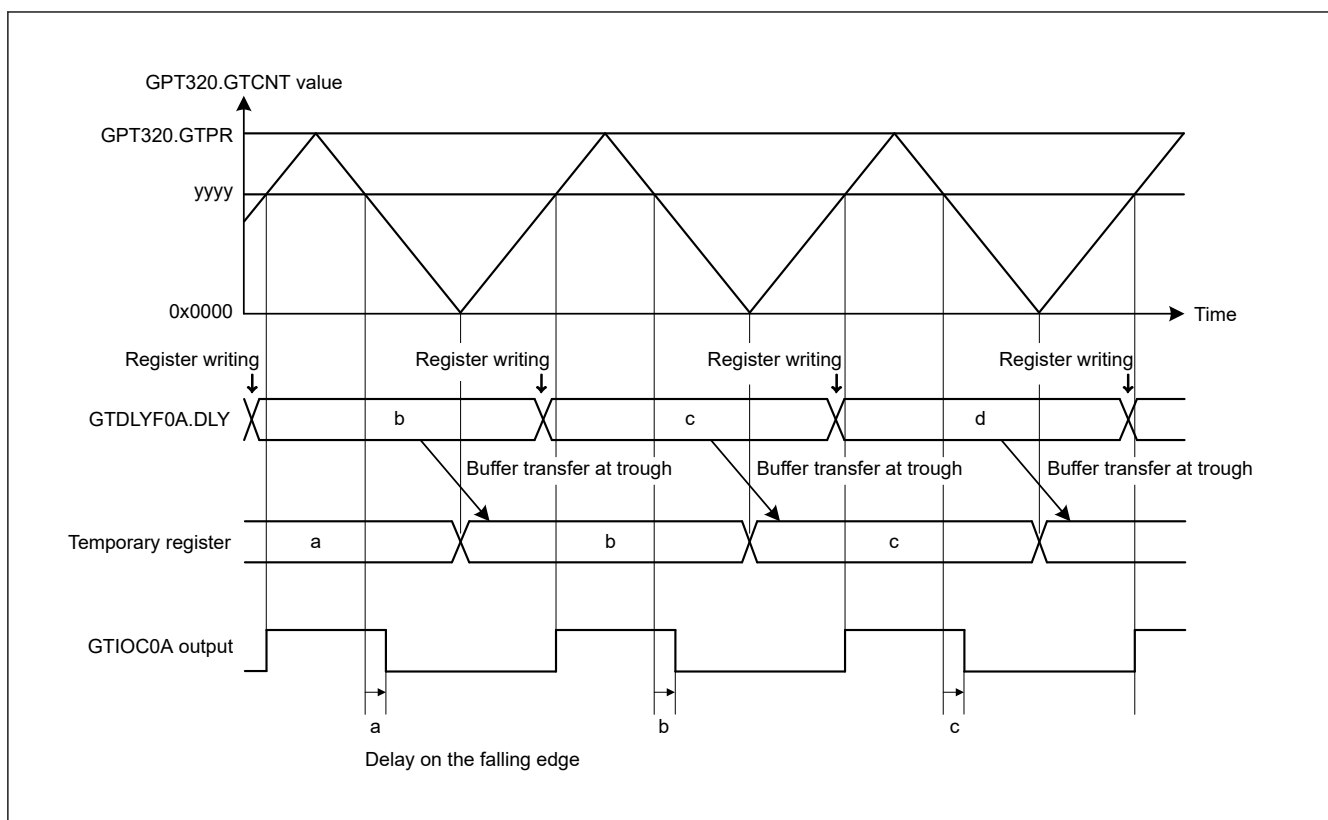 GPT320.GTCNT value
GPT320.GTPR
yyyy
0x0000
Time
Register writing Register writing Register writing Register writing
GTDLYF0A.DLY b c d
Buffer transfer at trough Buffer transfer at trough Buffer transfer at trough
Temporary register a b c
GTIOC0A output
a b c
Delay on the falling edge